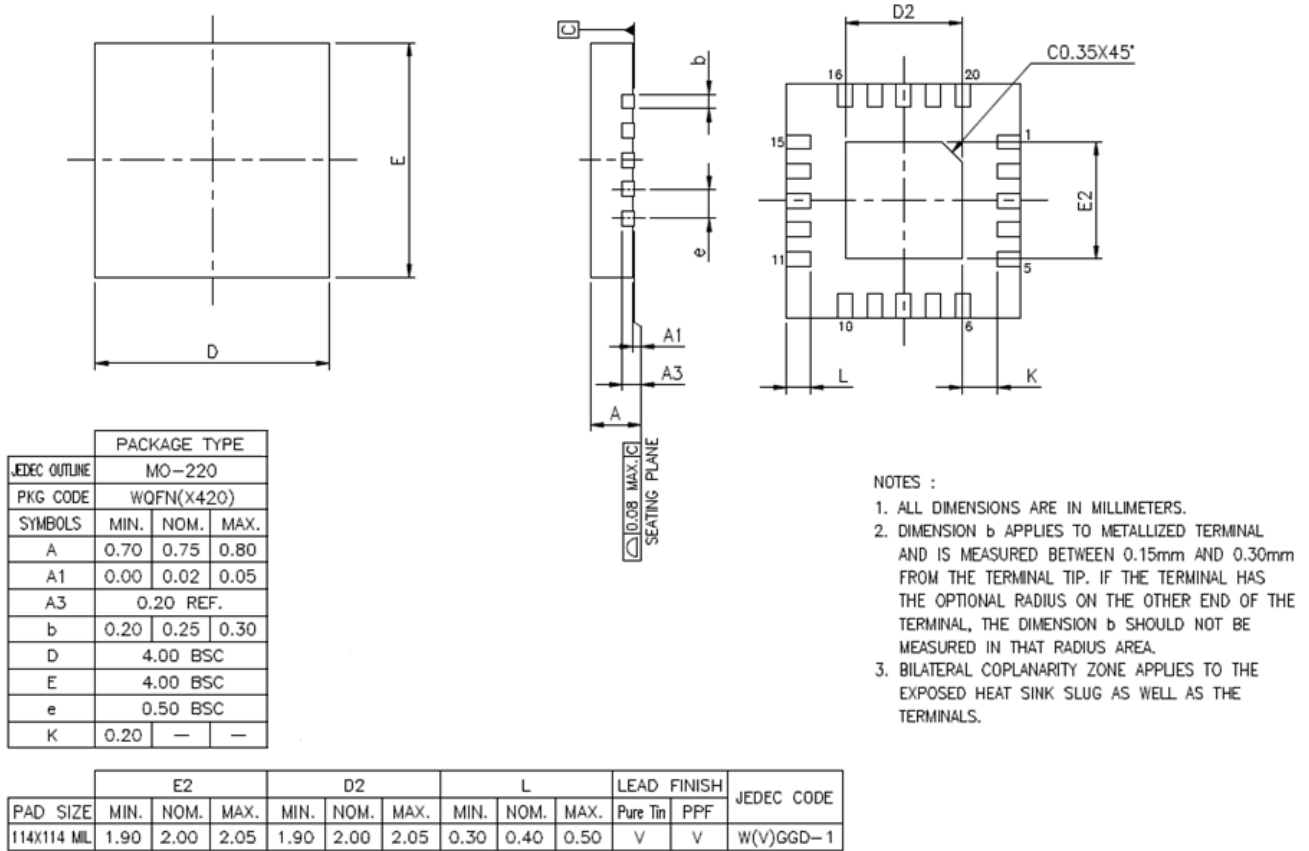 D
E
C
b
e
A1
A3
A
0.08 MAX. C
SEATING PLANE
D2
C0.35X45°
16
20
15
1
E2
11
5
10
6
L
K
PACKAGE TYPE
JEDEC OUTLINE MO-220
PKG CODE WQFN(X420)
SYMBOLS MIN. NOM. MAX.
A 0.70 0.75 0.80
A1 0.00 0.02 0.05
A3 0.20 REF.
b 0.20 0.25 0.30
D 4.00 BSC
E 4.00 BSC
e 0.50 BSC
K 0.20 — —
NOTES :
1. ALL DIMENSIONS ARE IN MILLIMETERS.
2. DIMENSION b APPLIES TO METALLIZED TERMINAL
AND IS MEASURED BETWEEN 0.15mm AND 0.30mm
FROM THE TERMINAL TIP. IF THE TERMINAL HAS
THE OPTIONAL RADIUS ON THE OTHER END OF THE
TERMINAL, THE DIMENSION b SHOULD NOT BE
MEASURED IN THAT RADIUS AREA.
3. BILATERAL COPLANARITY ZONE APPLIES TO THE
EXPOSED HEAT SINK SLUG AS WELL AS THE
TERMINALS.
E2 D2 L LEAD FINISH JEDEC CODE
PAD SIZE MIN. NOM. MAX. MIN. NOM. MAX. MIN. NOM. MAX. Pure Tin PPF
114X114 MIL 1.90 2.00 2.05 1.90 2.00 2.05 0.30 0.40 0.50 V V W(V)GGD-1